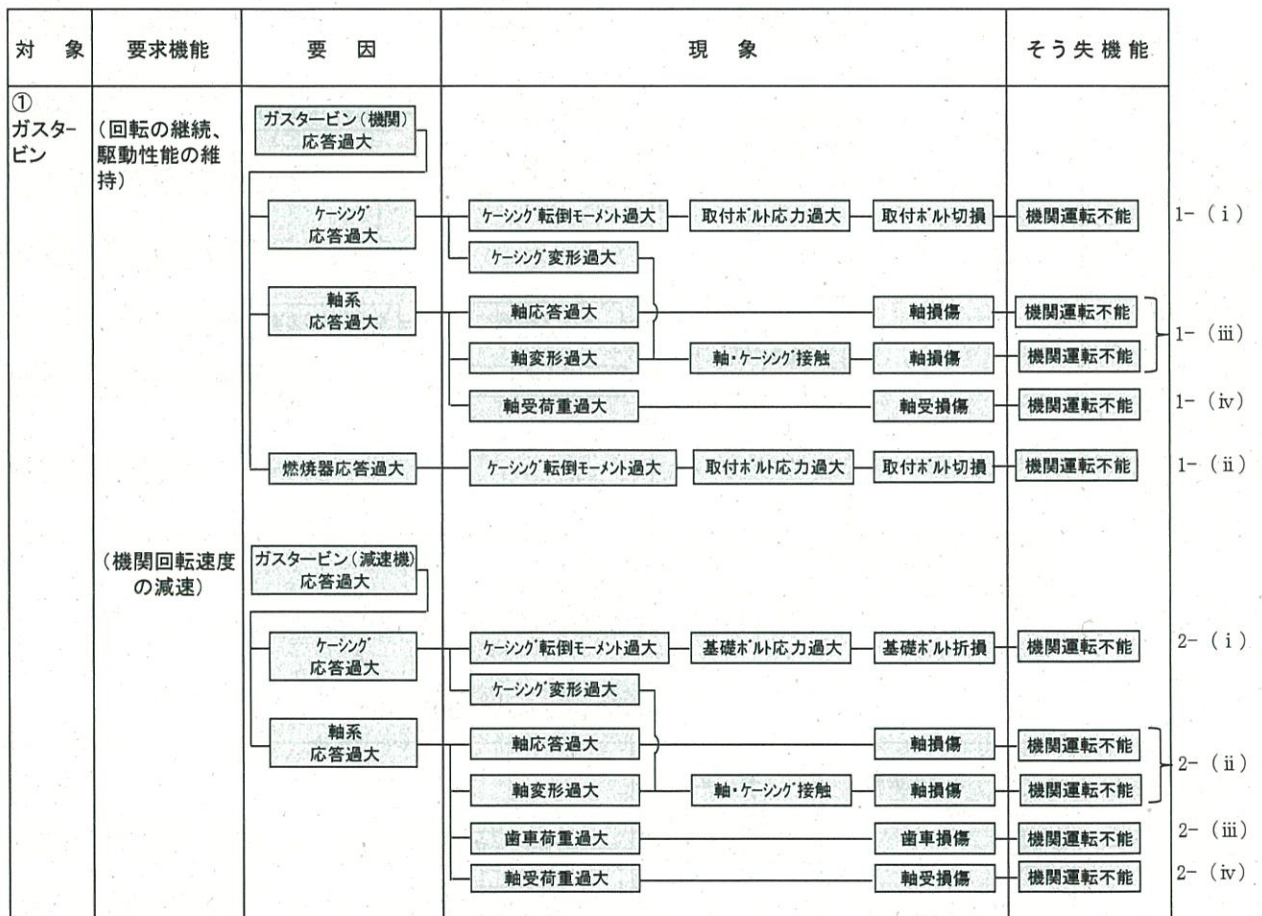 対 象 要求機能 要 因 現 象 そう失機能
①
ガスター
ビン
(回転の継続、
駆動性能の維
持)
ガスタービン(機関)
応答過大
ケーシング
応答過大
ケーシング転倒モーメント過大 取付ボルト応力過大 取付ボルト切損 機関運転不能 1-(ⅰ)
ケーシング変形過大
軸系
応答過大
軸応答過大 軸損傷 機関運転不能
1-(ⅲ)
軸変形過大 軸・ケーシング接触 軸損傷 機関運転不能
軸受荷重過大 軸受損傷 機関運転不能 1-(ⅳ)
燃焼器応答過大 ケーシング転倒モーメント過大 取付ボルト応力過大 取付ボルト切損 機関運転不能 1-(ⅱ)
(機関回転速度
の減速)
ガスタービン(減速機)
応答過大
ケーシング
応答過大
ケーシング転倒モーメント過大 基礎ボルト応力過大 基礎ボルト折損 機関運転不能 2-(ⅰ)
ケーシング変形過大
軸系
応答過大
軸応答過大 軸損傷 機関運転不能
2-(ⅱ)
軸変形過大 軸・ケーシング接触 軸損傷 機関運転不能
歯車荷重過大 歯車損傷 機関運転不能 2-(ⅲ)
軸受荷重過大 軸受損傷 機関運転不能 2-(ⅳ)